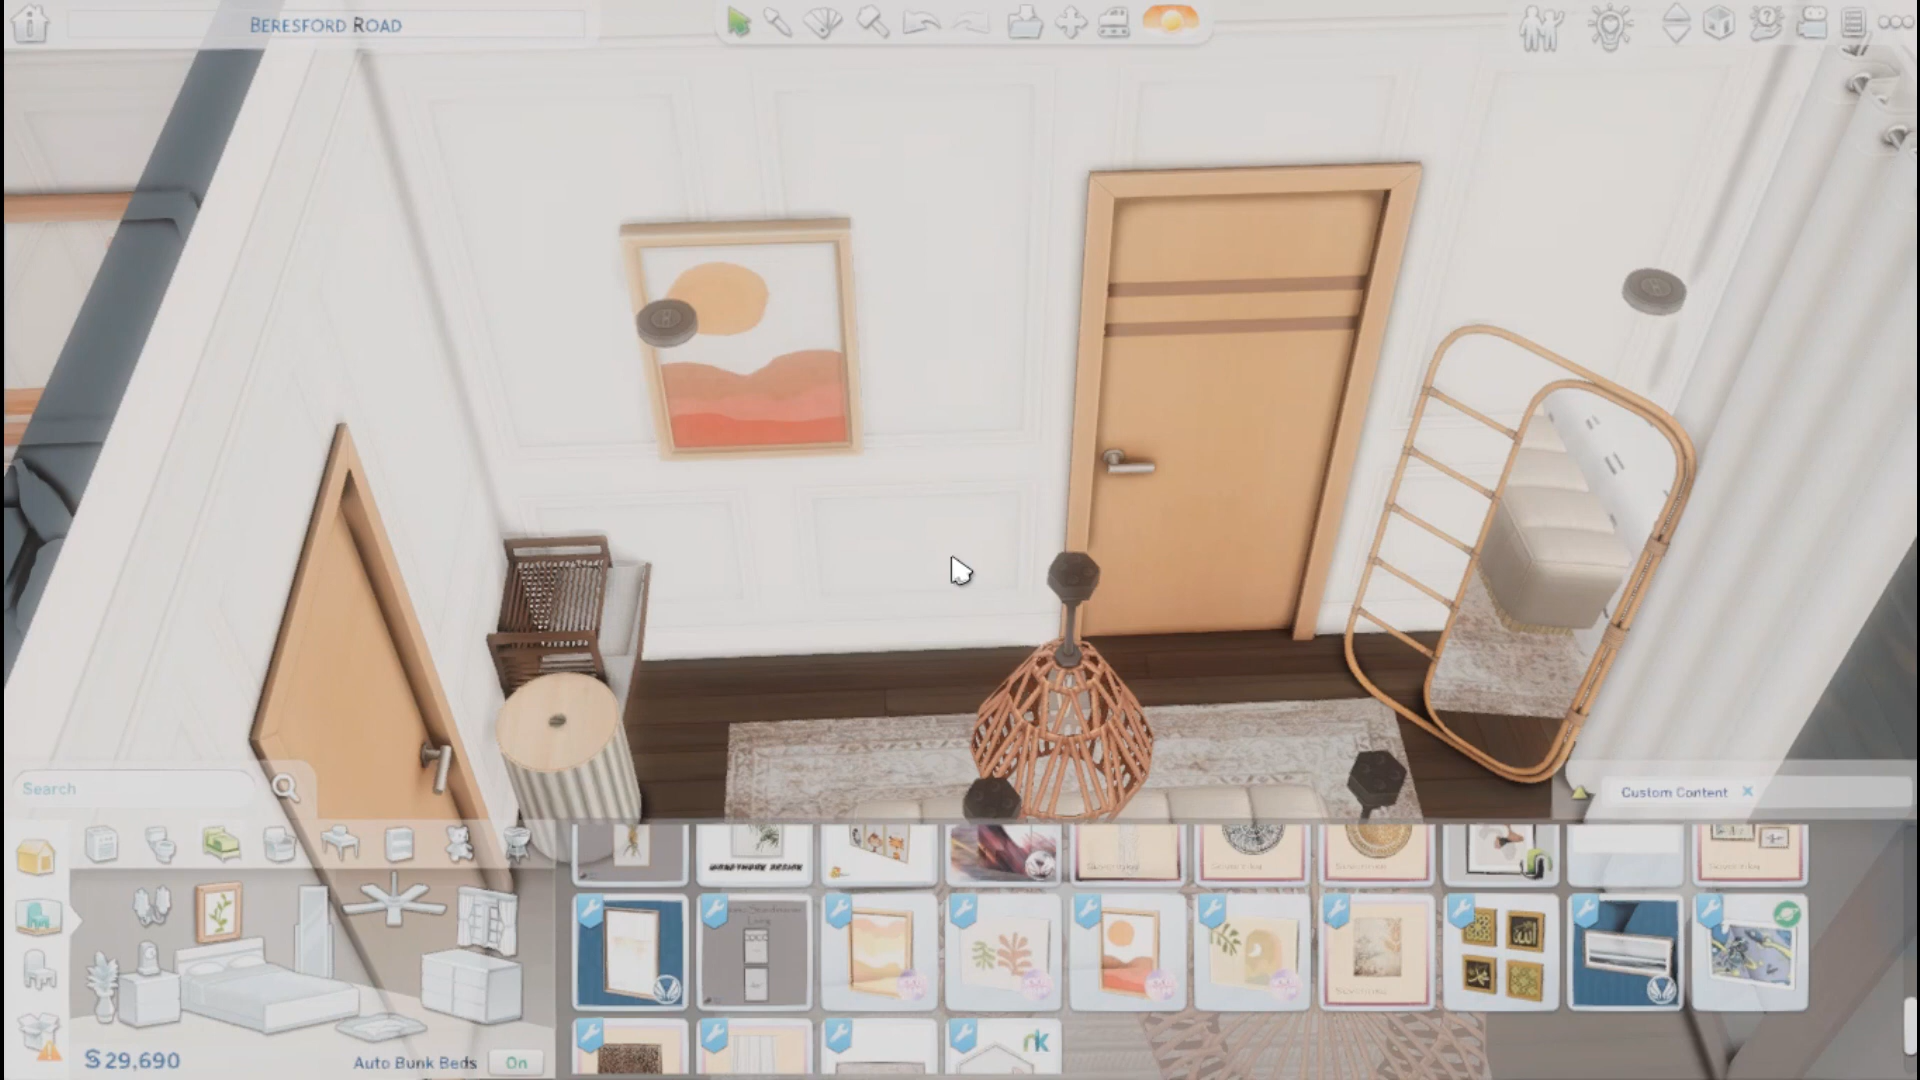 BERESFORD ROAD
Search
Custom Content
§29,690
Auto Bunk Beds
On